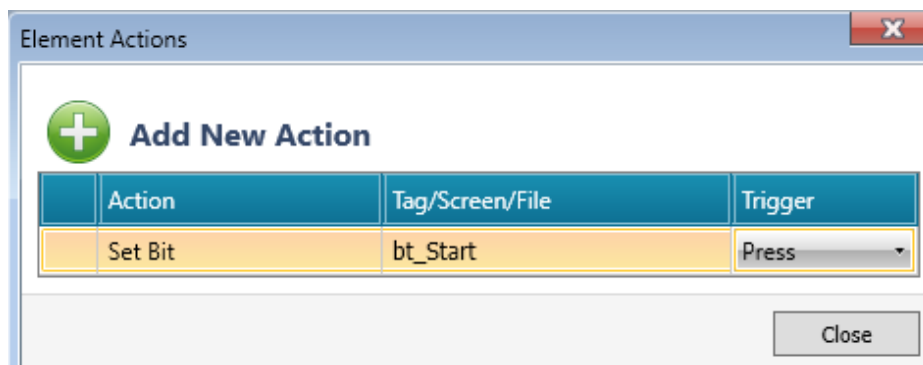 Element Actions
Add New Action
Action Tag/Screen/File Trigger
Set Bit bt_Start Press
Close